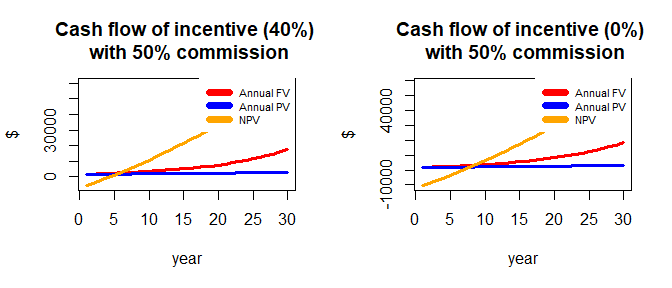 Cash flow of incentive (40%)
with 50% commission
$
0 30000
Annual FV
Annual PV
NPV
0 5 10 15 20 25 30
year
Cash flow of incentive (0%)
with 50% commission
$
-10000 40000
Annual FV
Annual PV
NPV
0 5 10 15 20 25 30
year